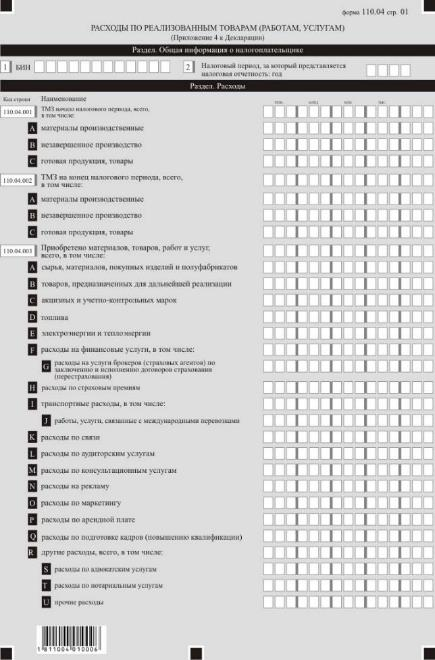 форма 110.04 стр. 01
РАСХОДЫ ПО РЕАЛИЗОВАННЫМ ТОВАРАМ (РАБОТАМ, УСЛУГАМ)
(Приложение 4 к Декларации)
Раздел. Общая информация о налогоплательщике
1 БИН
2 Налоговый период, за который представляется
налоговая отчетность: год
Раздел. Расходы
Код строки Наименование
110.04.001 ТМЗ начало налогового периода, всего,
в том числе:
A материалы производственные
B незавершенное производство
C готовая продукция, товары
110.04.002 ТМЗ на конец налогового периода, всего,
в том числе:
A материалы производственные
B незавершенное производство
C готовая продукция, товары
110.04.003 Приобретено материалов, товаров, работ и услуг,
всего, в том числе:
A сырья, материалов, покупных изделий и полуфабрикатов
B товаров, предназначенных для дальнейшей реализации
C акцизных и учетно-контрольных марок
D топлива
E электроэнергии и теплоэнергии
F расходы на финансовые услуги, в том числе:
G расходы на услуги брокеров (страховых агентов) по
заключению и исполнению договоров страхования
(перестрахования)
H расходы по страховым премиям
I транспортные расходы, в том числе:
J работы, услуги, связанные с международными перевозками
K расходы по связи
L расходы по аудиторским услугам
M расходы по консультационным услугам
N расходы на рекламу
O расходы по маркетингу
P расходы по арендной плате
Q расходы по подготовке кадров (повышению квалификации)
R другие расходы, всего, в том числе:
S расходы по адвокатским услугам
T расходы по нотариальным услугам
U прочие расходы
1811004010006